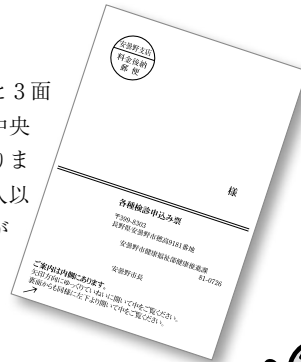 と3面
中央
りま
人以
が
安曇野支店
料金後納
郵便
様
各種検診申込み票
〒399-8303
長野県安曇野市穂高9181番地
安曇野市健康福祉部健康推進課
安曇野市長
81-0726
ご案内は内側にあります。
矢印方向にゆっくりていねいに開いて中をご覧ください。
裏面からも同様に左下より開いて中をご覧ください。